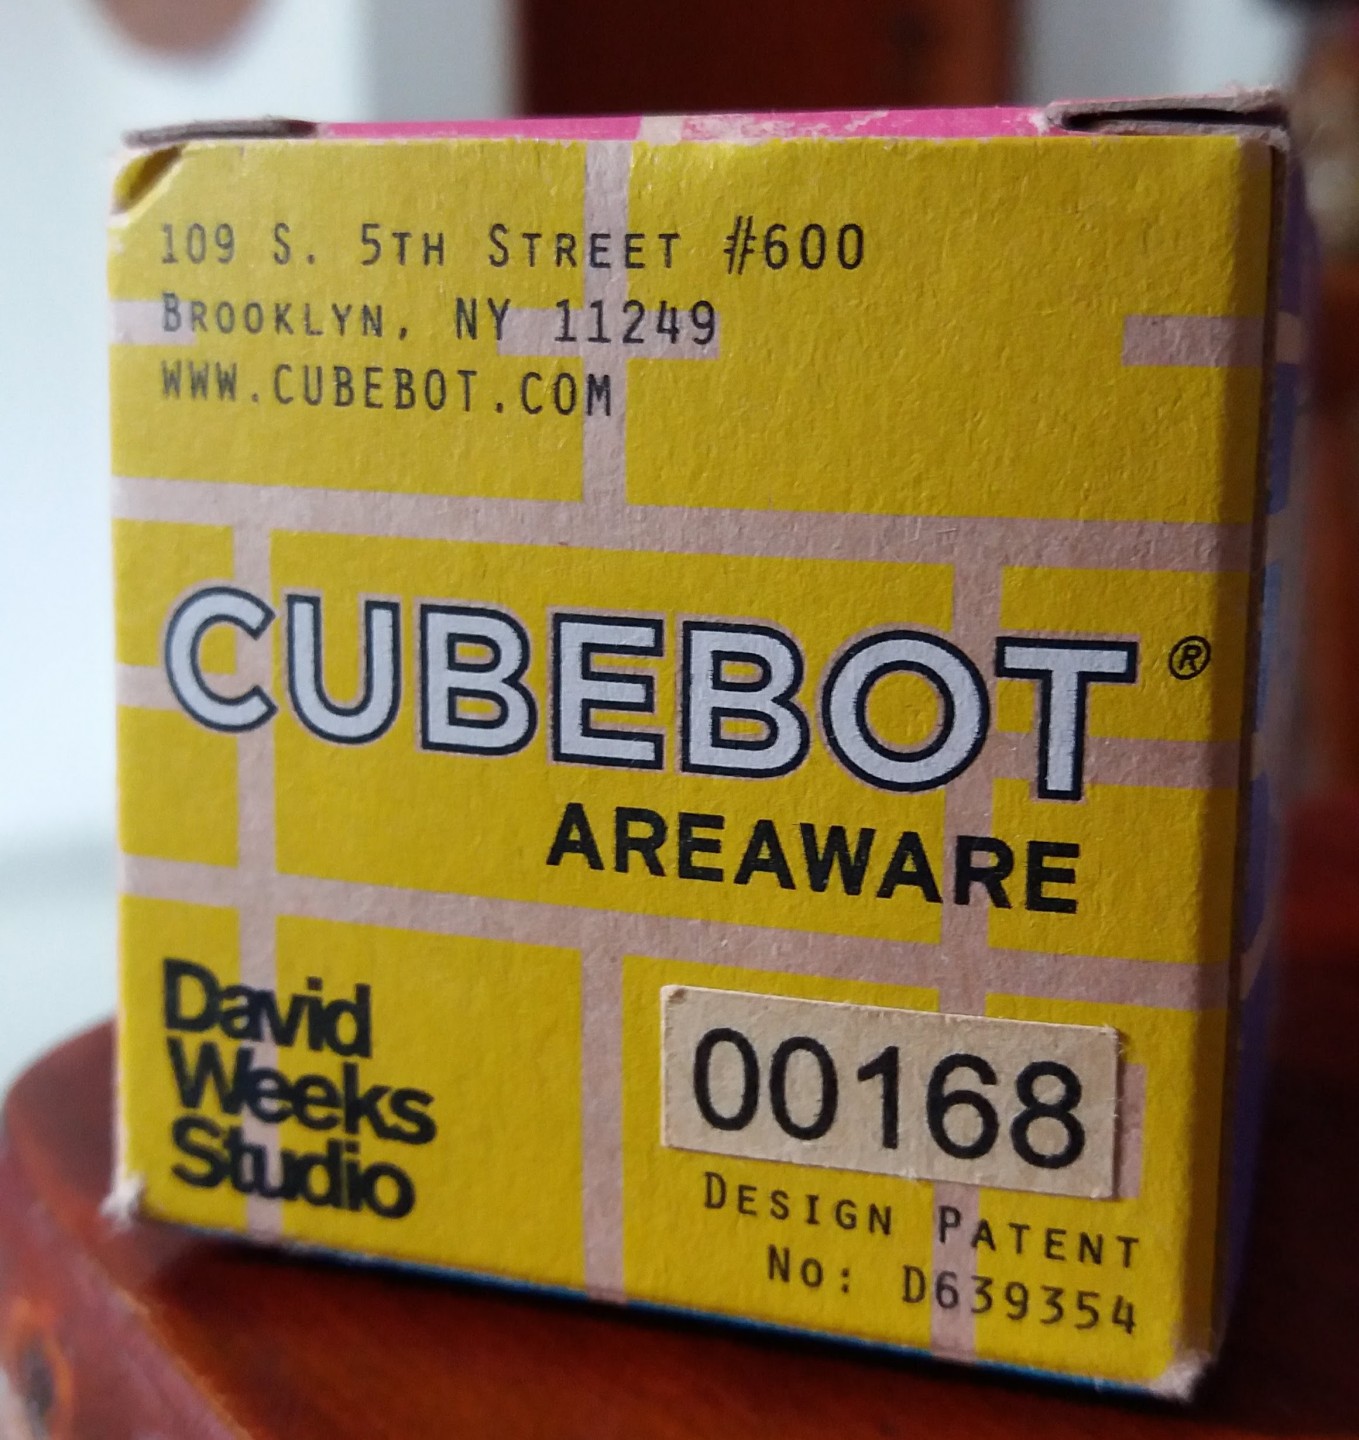 109 S. 5TH STREET #600
BROOKLYN, NY 11249
WWW.CUBEBOT.COM
CUBEBOT®
AREAWARE
David
Weeks
Studio
00168
DESIGN PATENT
NO: D639354